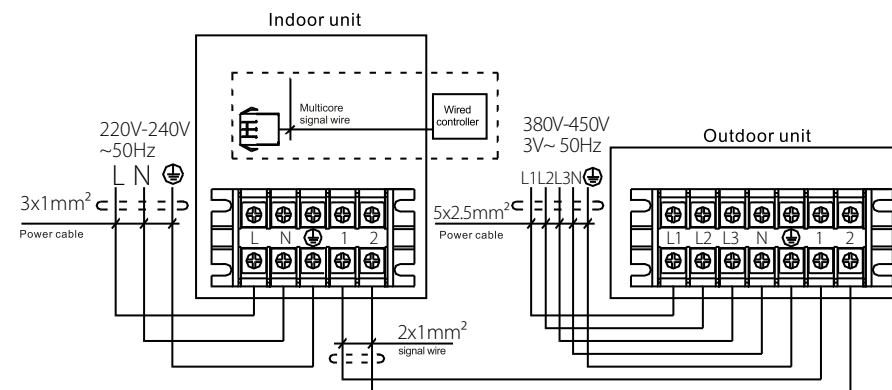 Indoor unit
Multicore
signal wire
Wired
controller
220V-240V
~50Hz
L N
3x1mm²
Power cable
L N 1 2
2x1mm²
signal wire
380V-450V
3V~ 50Hz
L1L2L3N
5x2.5mm²
Power cable
Outdoor unit
L1 L2 L3 N 1 2